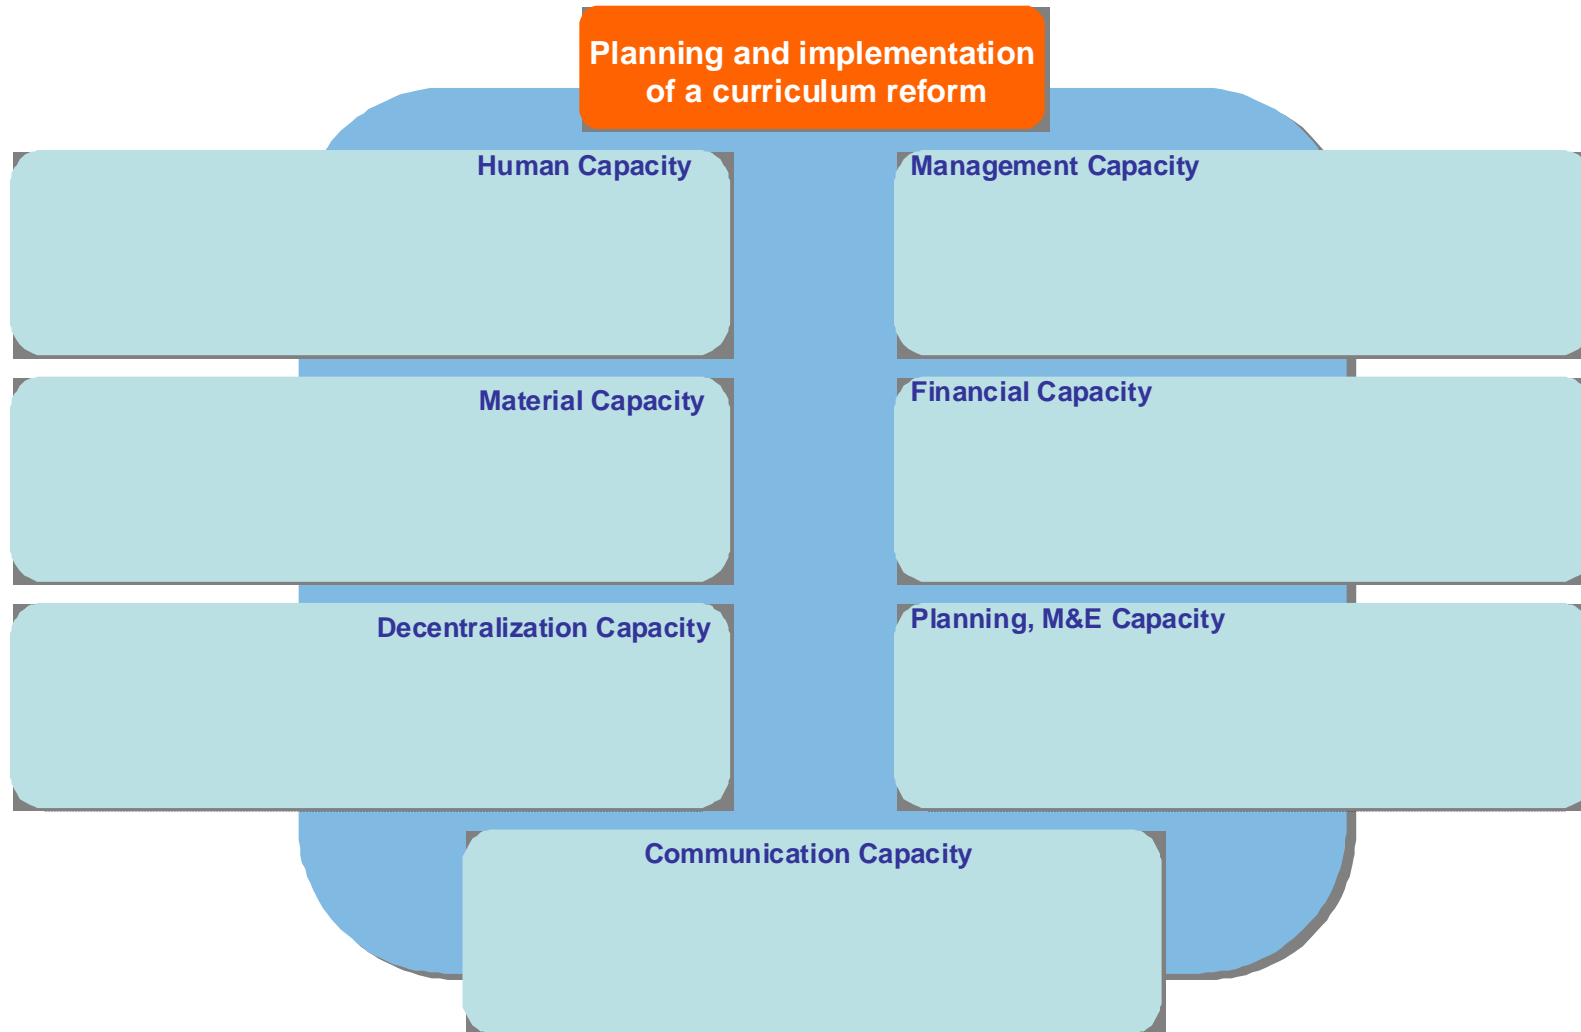 Planning and implementation
of a curriculum reform
Human Capacity
Management Capacity
Material Capacity
Financial Capacity
Decentralization Capacity
Planning, M&E Capacity
Communication Capacity